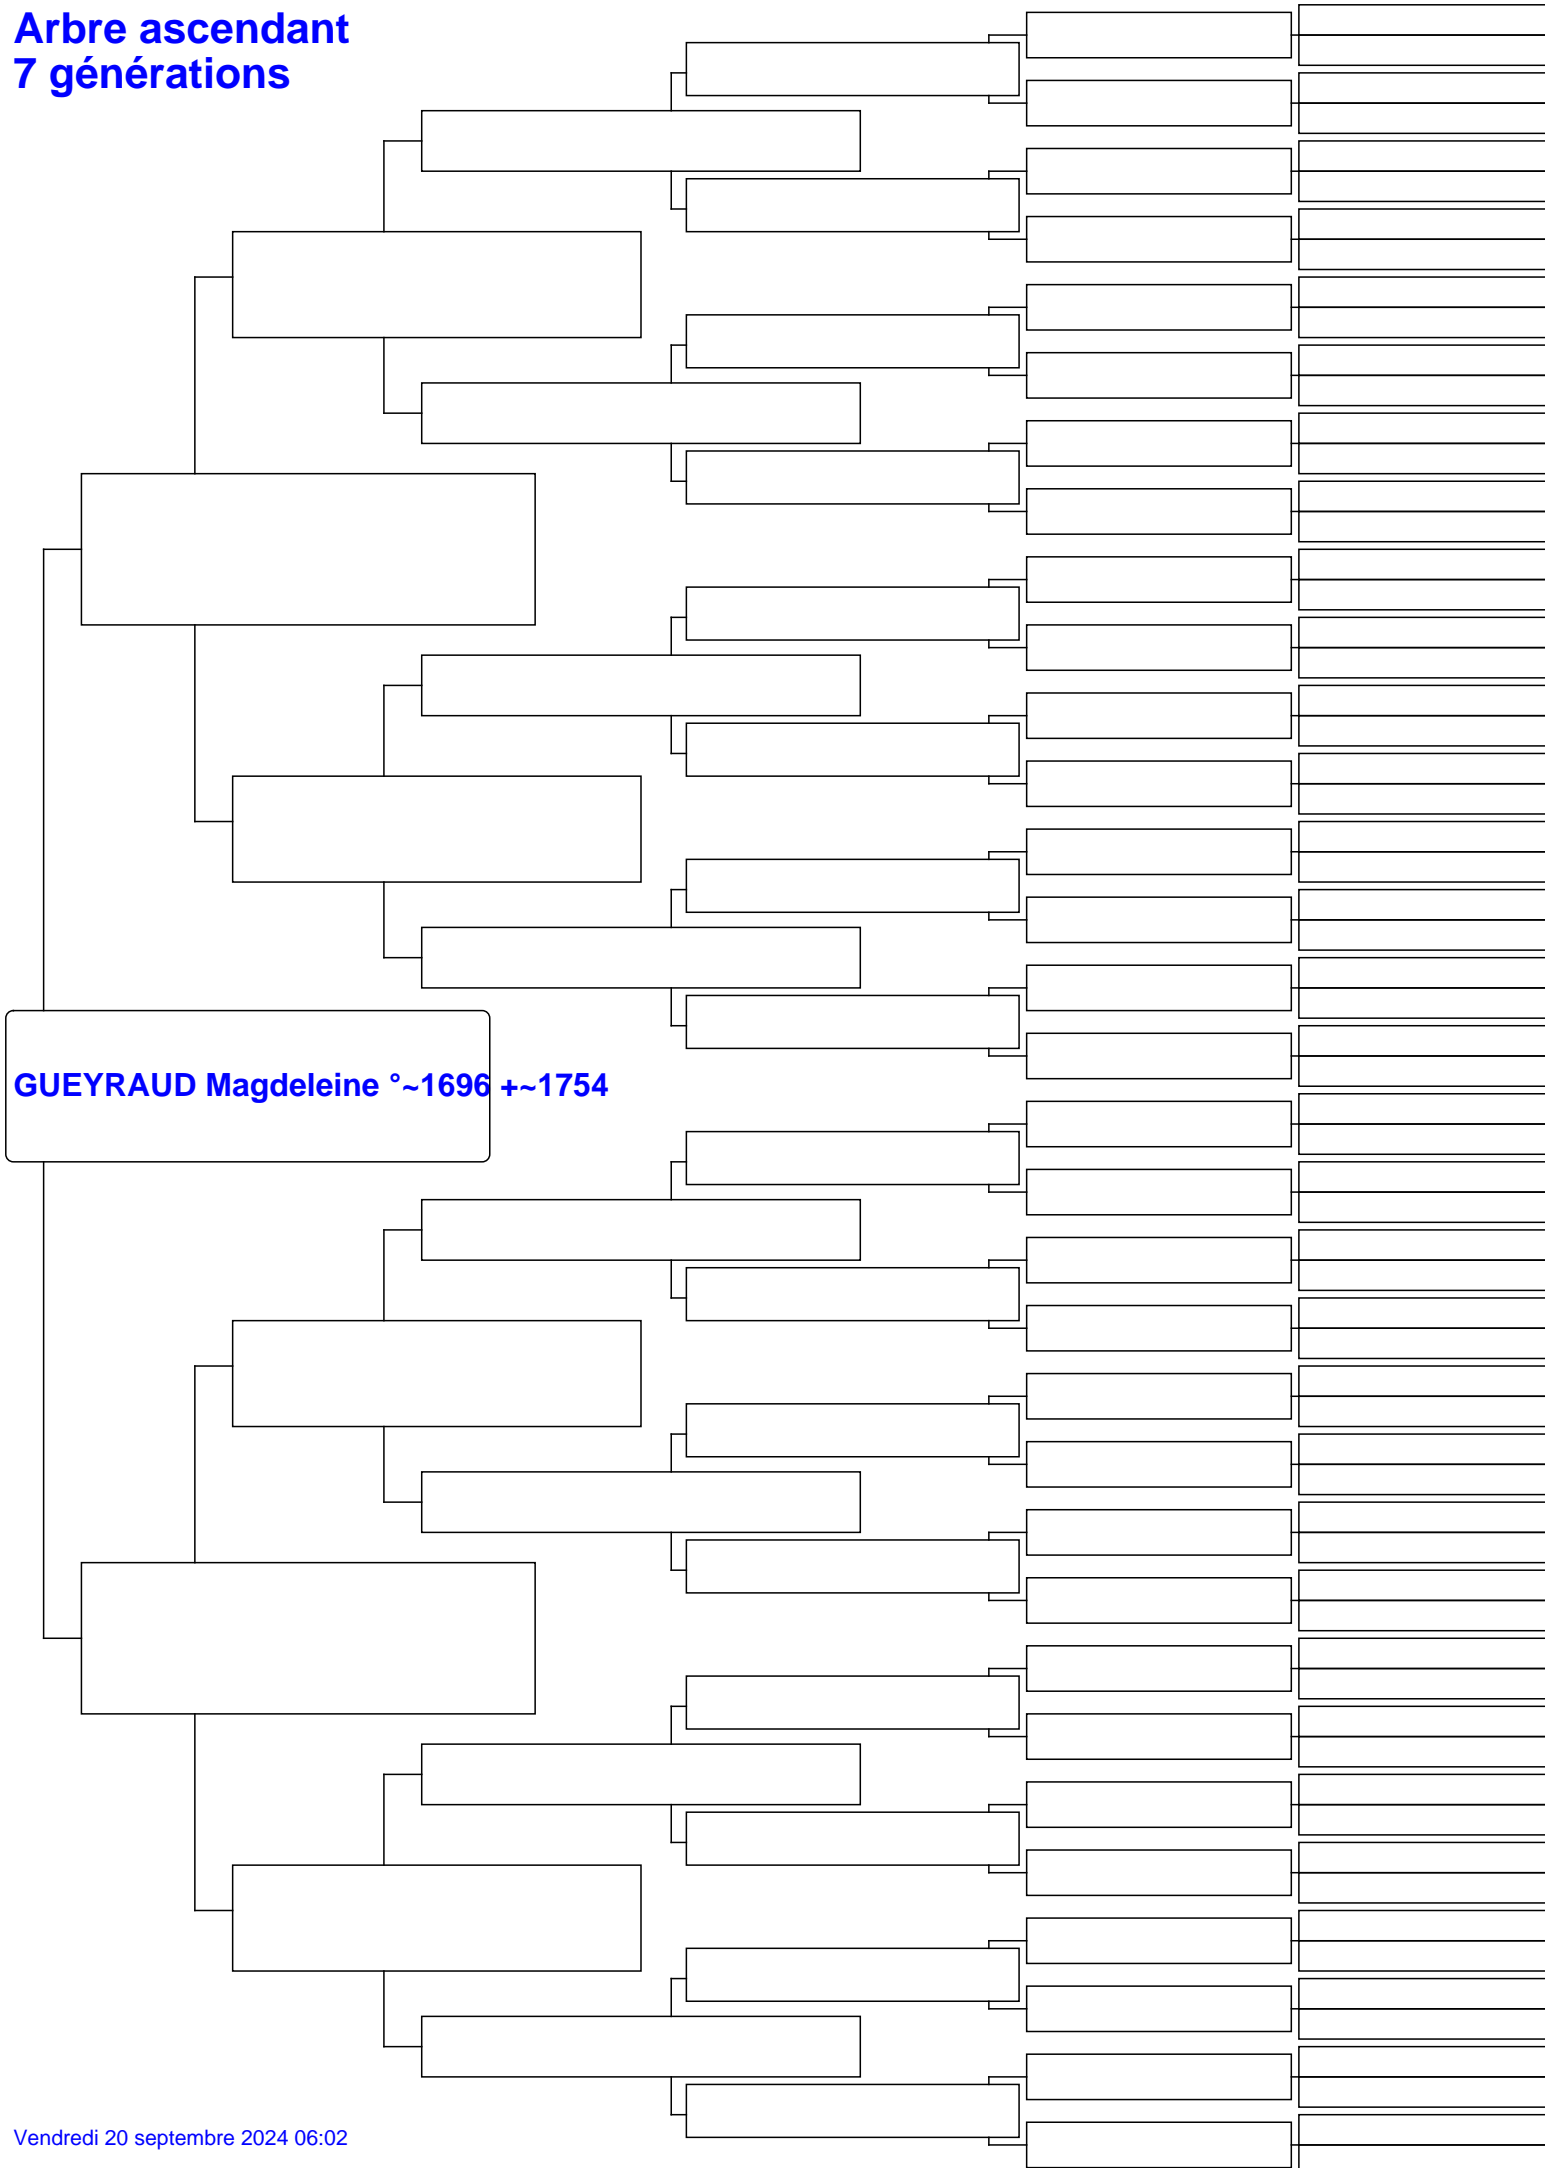 Arbre ascendant
7 générations
GUEYRAUD Magdeleine °~1696 +~1754
Vendredi 20 septembre 2024 06:02